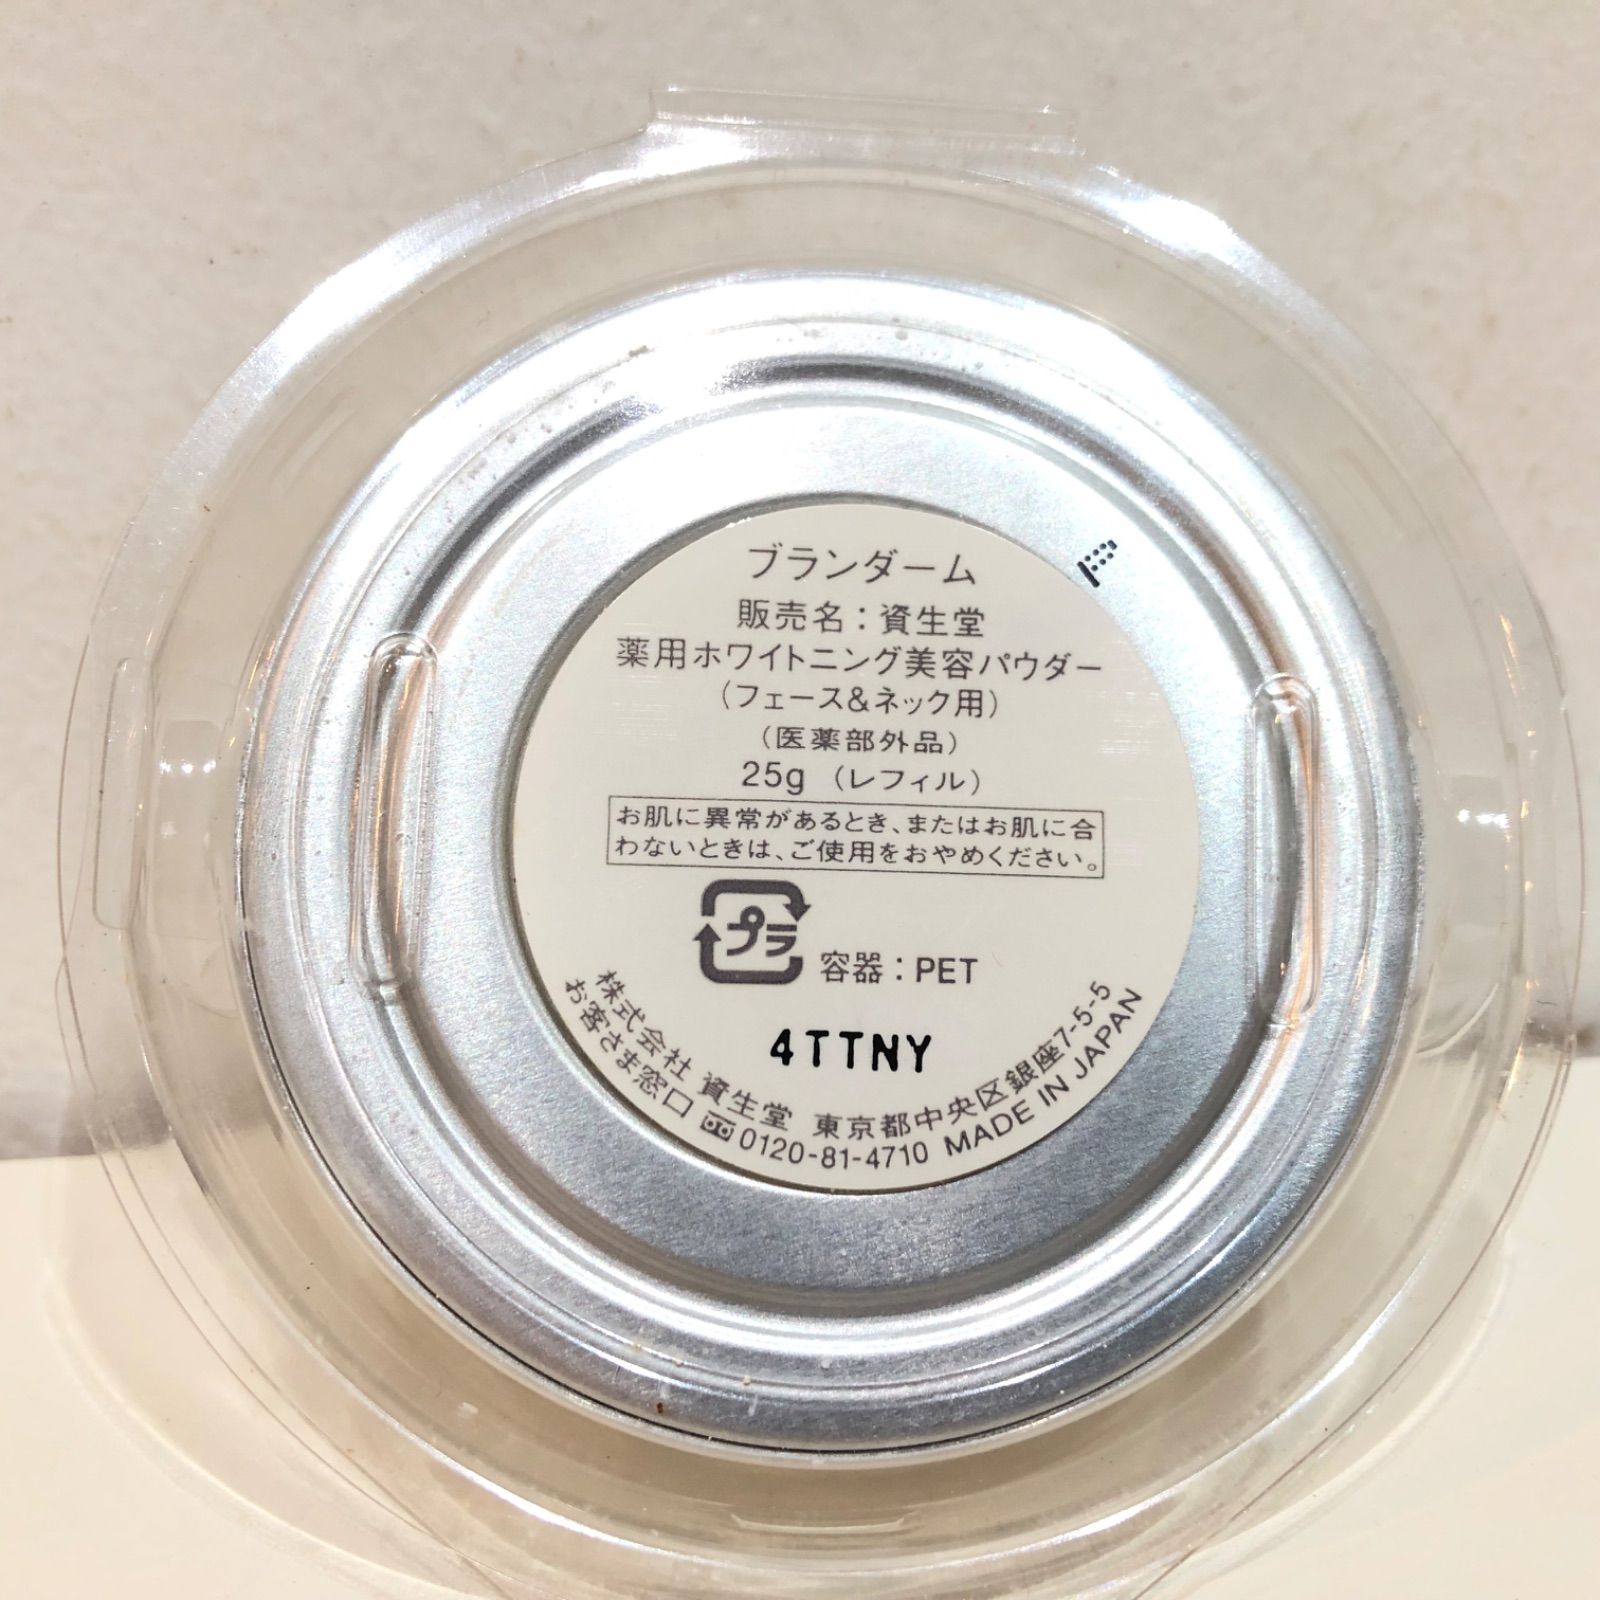 ブランダーム
販売名：資生堂
薬用ホワイトニング美容パウダー
（フェース&ネック用）
（医薬部外品）
25g （レフィル）
お肌に異常があるとき、またはお肌に合
わないときは、ご使用をおやめください。
プラ
容器：PET
4TTNY
株式会社 資生堂 東京都中央区銀座7-5-5
お客さま窓口 0120-81-4710 MADE IN JAPAN